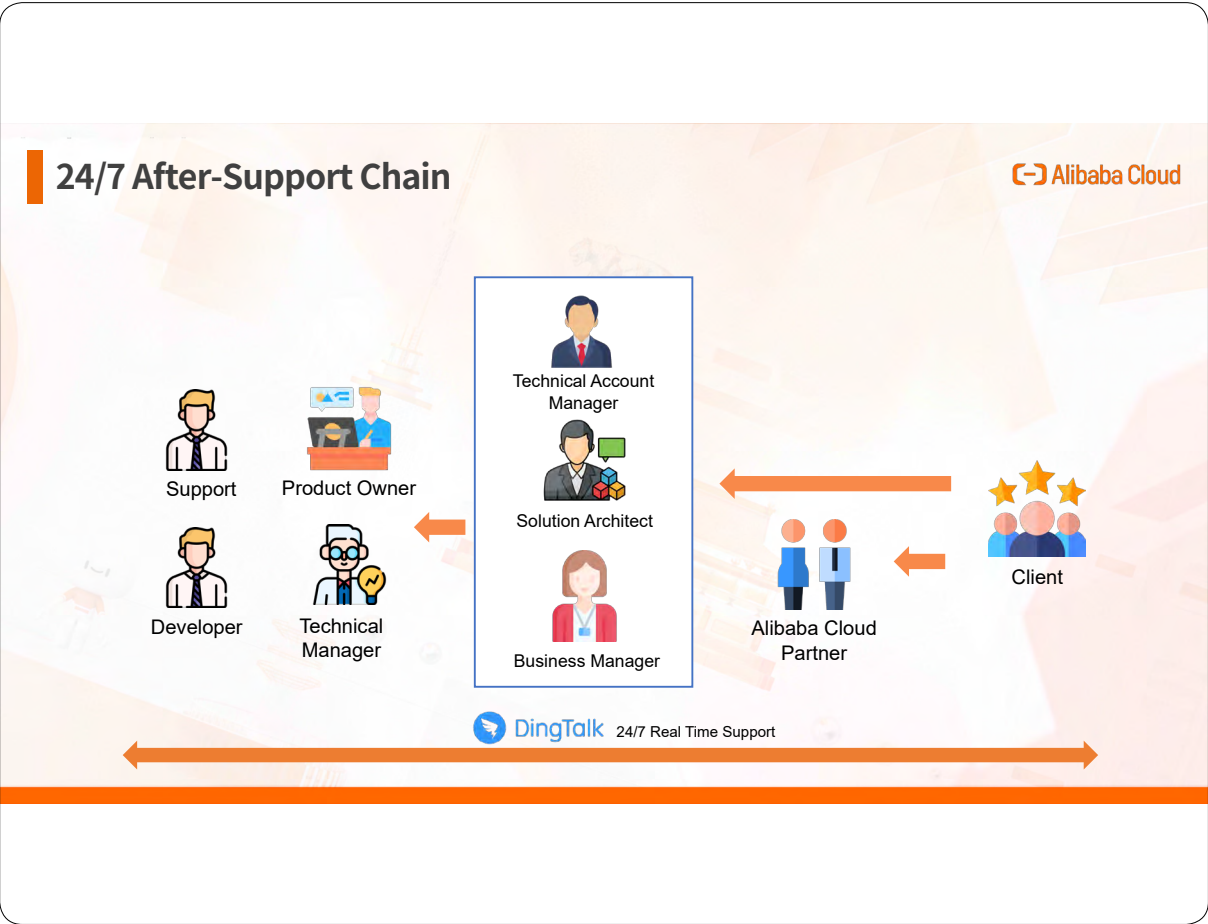 24/7 After-Support Chain
Alibaba Cloud
Technical Account
Manager
Support
Product Owner
Solution Architect
Client
Developer
Technical
Manager
Business Manager
Alibaba Cloud
Partner
DingTalk 24/7 Real Time Support